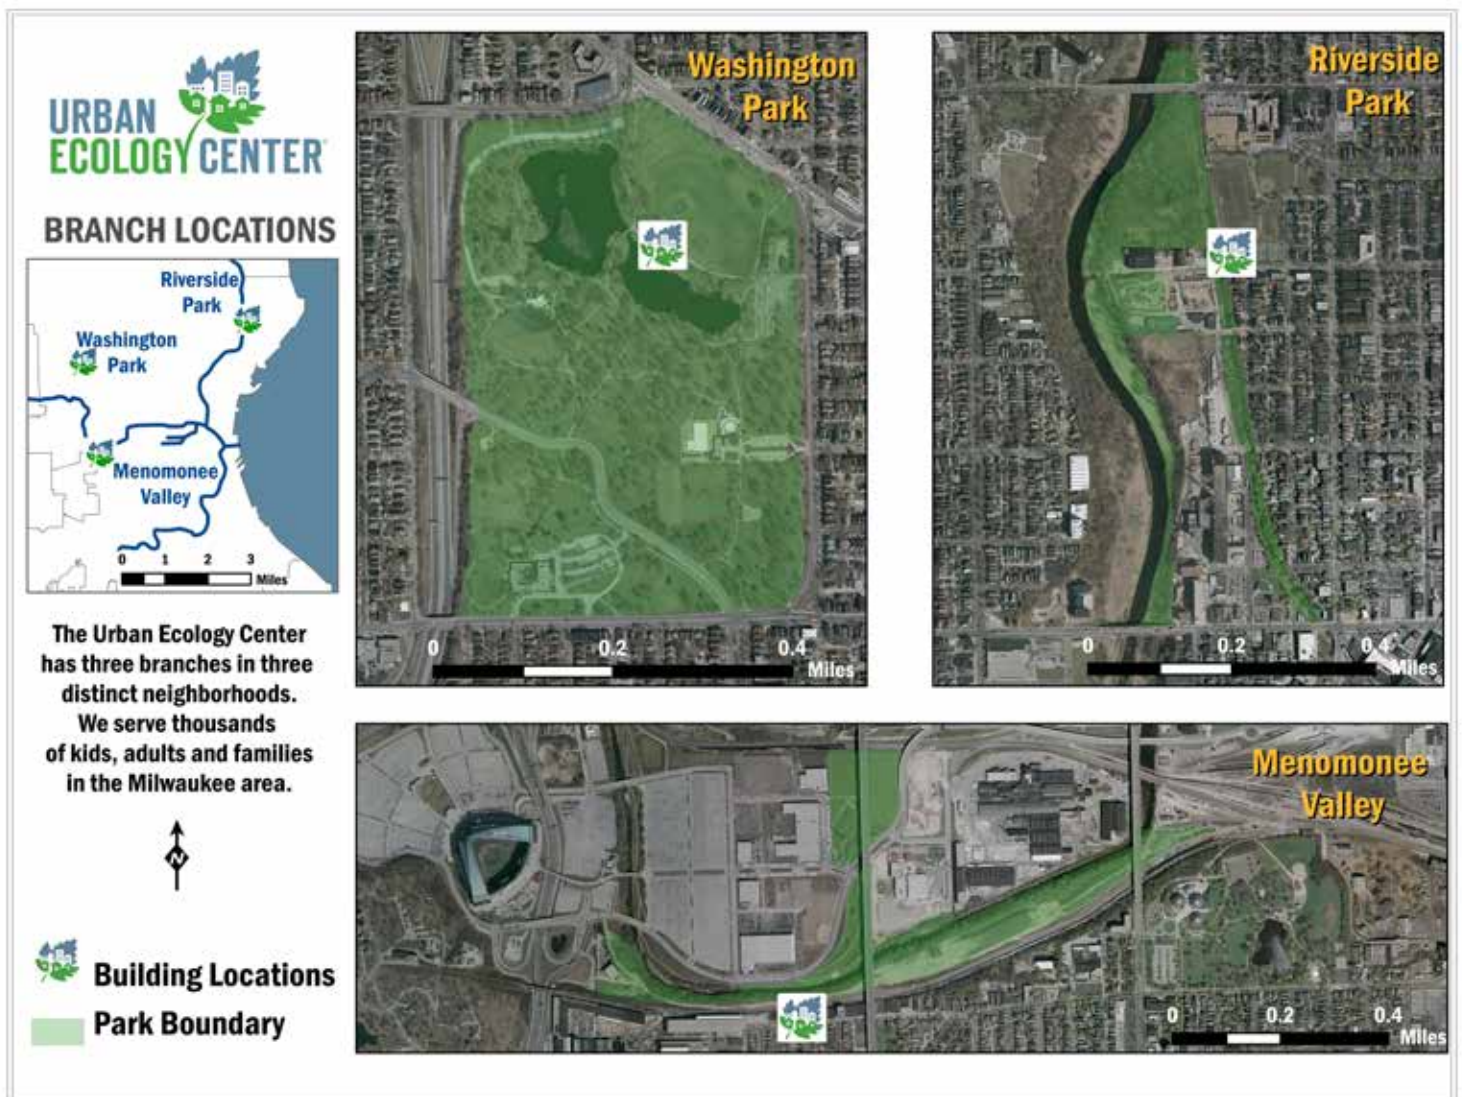 URBAN
ECOLOGY CENTER
BRANCH LOCATIONS
Riverside
Park
Washington
Park
Menomonee
Valley
0 1 2 3
Miles
The Urban Ecology Center
has three branches in three
distinct neighborhoods.
We serve thousands
of kids, adults and families
in the Milwaukee area.
N
Building Locations
Park Boundary
Washington
Park
0 0.2 0.4
Miles
Riverside
Park
0 0.2 0.4
Miles
Menomonee
Valley
0 0.2 0.4
Miles